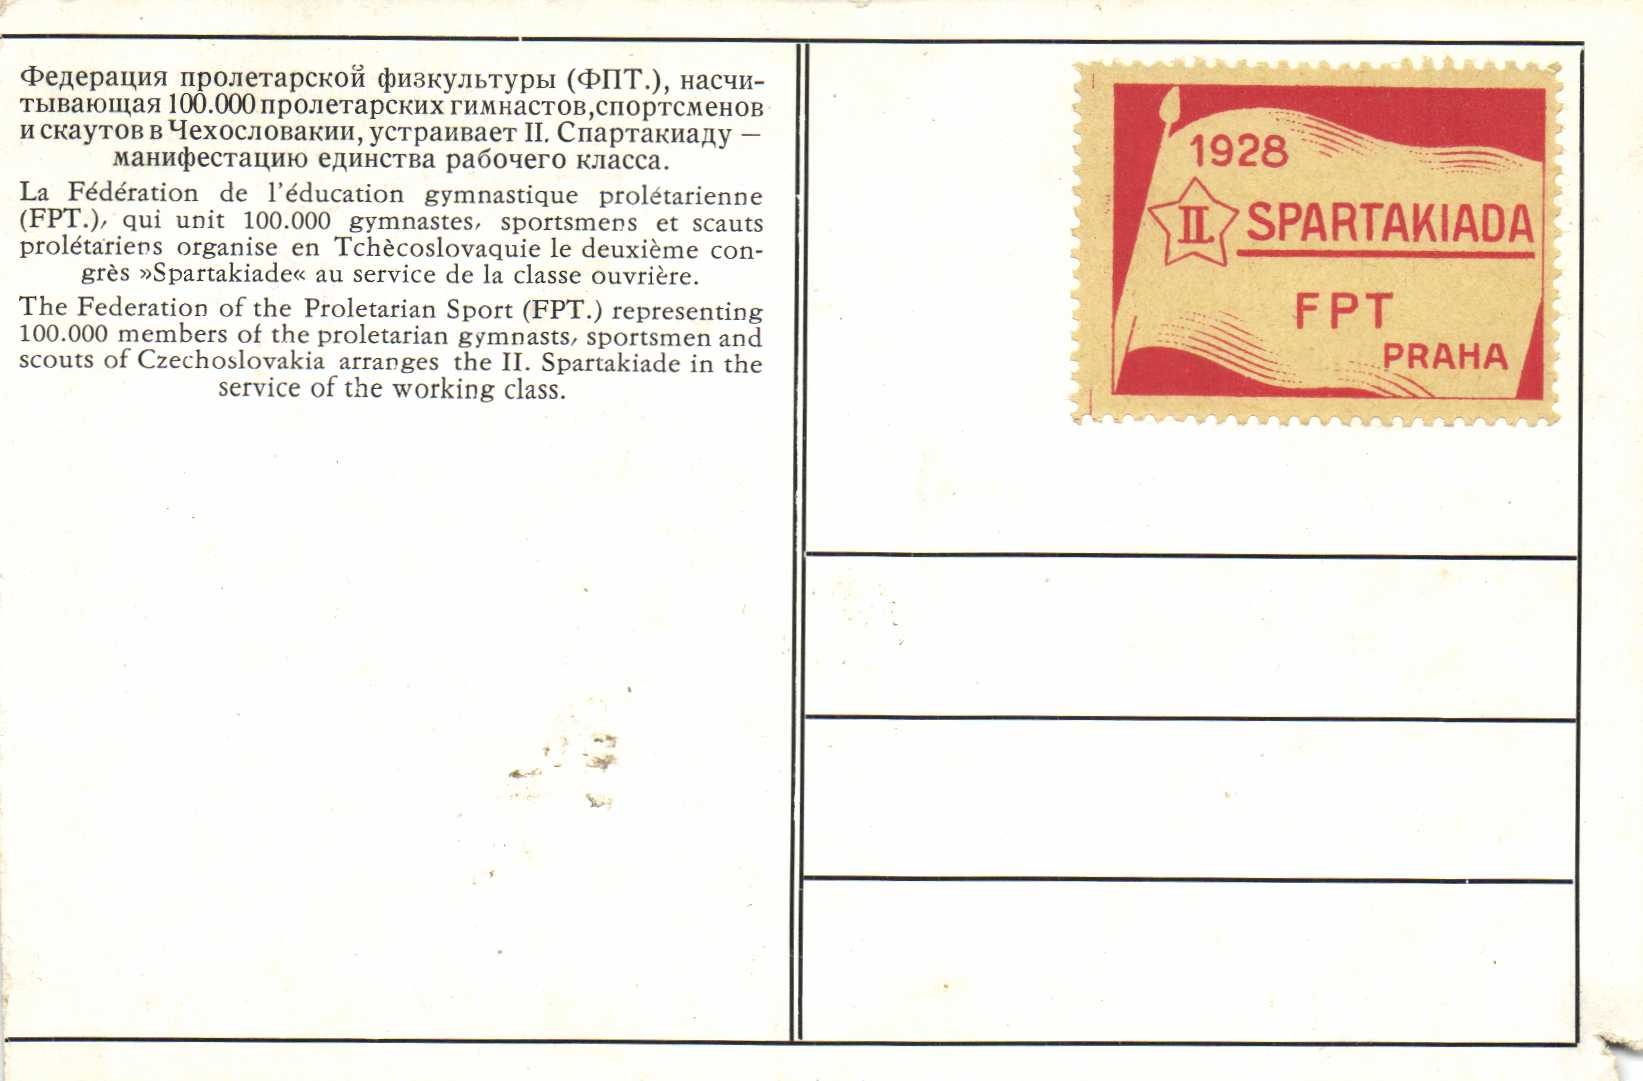 Федерация пролетарской физкультуры (ФПТ.), насчи-
тывающая 100.000 пролетарских гимнастов, спортсменов
и скаутов в Чехословакии, устраивает II. Спартакиаду —
манифестацию единства рабочего класса.
La Fédération de l'éducation gymnastique prolétarienne
(FPT.), qui unit 100.000 gymnastes, sportsmens et scauts
prolétariens organise en Tchècoslovaquie le deuxième con-
grès »Spartakiade« au service de la classe ouvrière.
The Federation of the Proletarian Sport (FPT.) representing
100.000 members of the proletarian gymnasts, sportsmen and
scouts of Czechoslovakia arranges the II. Spartakiade in the
service of the working class.
1928
II. SPARTAKIADA
FPT
PRAHA